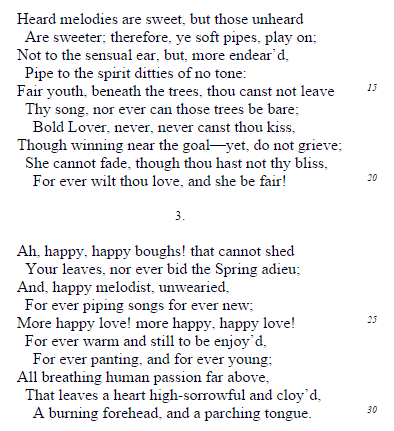 Heard melodies are sweet, but those unheard
Are sweeter; therefore, ye soft pipes, play on;
Not to the sensual ear, but, more endear'd,
Pipe to the spirit ditties of no tone:
Fair youth, beneath the trees, thou canst not leave 15
Thy song, nor ever can those trees be bare;
Bold Lover, never, never canst thou kiss,
Though winning near the goal—yet, do not grieve;
She cannot fade, though thou hast not thy bliss,
For ever wilt thou love, and she be fair! 20
3.
Ah, happy, happy boughs! that cannot shed
Your leaves, nor ever bid the Spring adieu;
And, happy melodist, unwearied,
For ever piping songs for ever new;
More happy love! more happy, happy love! 25
For ever warm and still to be enjoy'd,
For ever panting, and for ever young;
All breathing human passion far above,
That leaves a heart high-sorrowful and cloy'd,
A burning forehead, and a parching tongue. 30